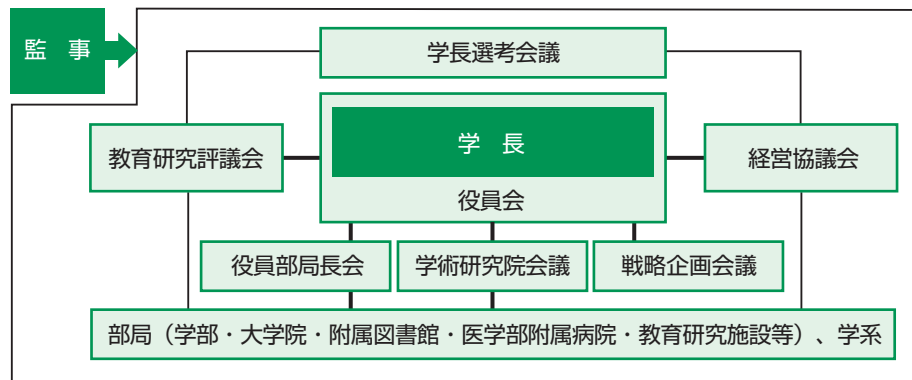 監 事
学長選考会議
教育研究評議会
学 長
経営協議会
役員会
役員部局長会
学術研究院会議
戦略企画会議
部局（学部・大学院・附属図書館・医学部附属病院・教育研究施設等）、学系